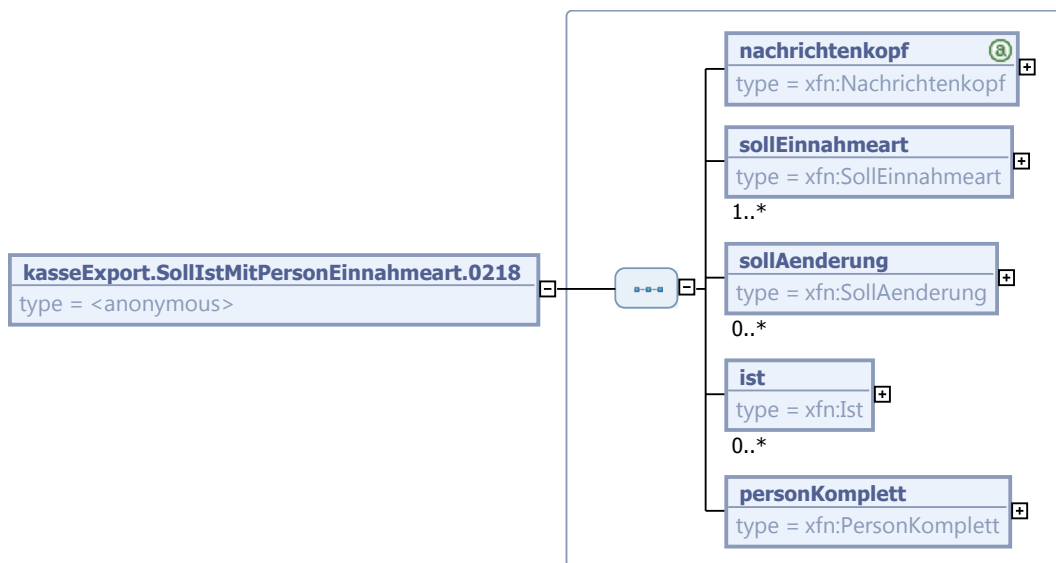 nachrichtenkopf
type = xfn:Nachrichtenkopf
sollEinnahmeart
type = xfn:SollEinnahmeart
1..*
kasseExport.SollIstMitPersonEinnahmeart.0218
type = <anonymous>
sollAenderung
type = xfn:SollAenderung
0..*
ist
type = xfn:Ist
0..*
personKomplett
type = xfn:PersonKomplett